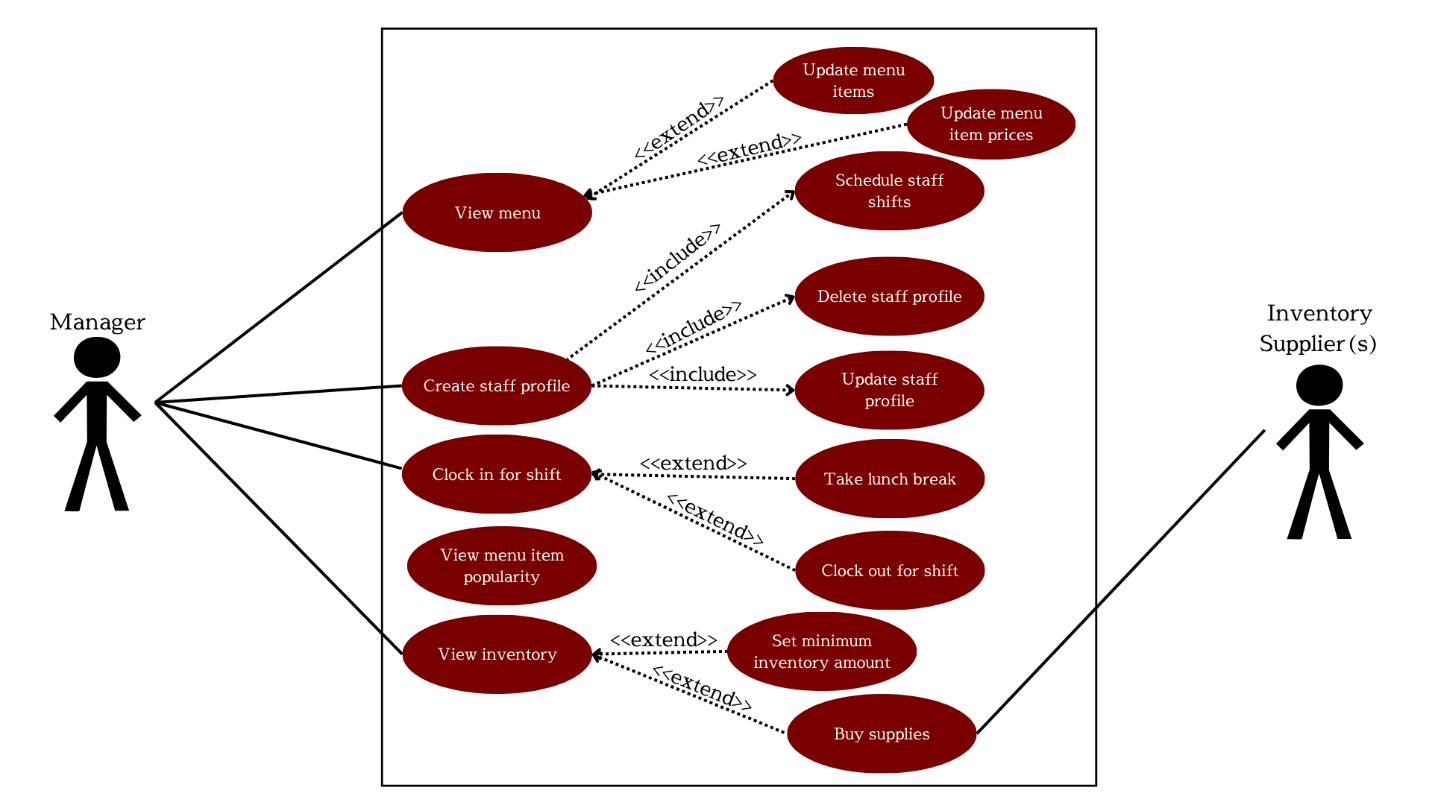 Update menu
items
Update menu
item prices
<<extend>>
<<extend>>
Schedule staff
shifts
View menu
<<include>>
Delete staff profile
Manager
Inventory
Supplier(s)
<<include>>
<<include>>
Create staff profile
Update staff
profile
<<extend>>
Clock in for shift
Take lunch break
<<extend>>
View menu item
popularity
Clock out for shift
<<extend>>
View inventory
Set minimum
inventory amount
<<extend>>
Buy supplies